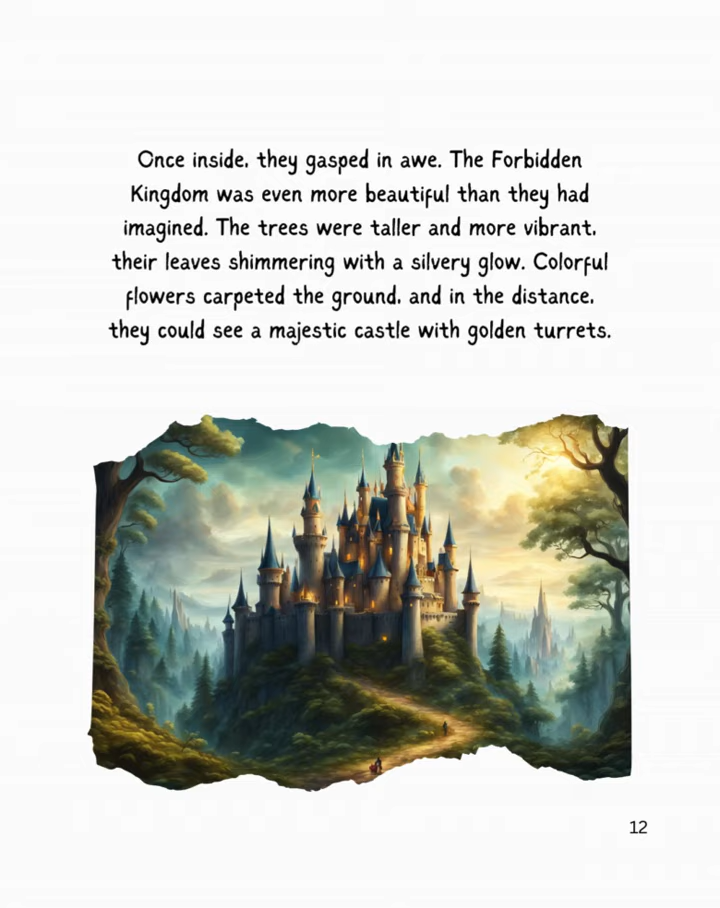 Once inside, they gasped in awe. The Forbidden
Kingdom was even more beautiful than they had
imagined. The trees were taller and more vibrant,
their leaves shimmering with a silvery glow. Colorful
flowers carpeted the ground, and in the distance,
they could see a majestic castle with golden turrets.
12